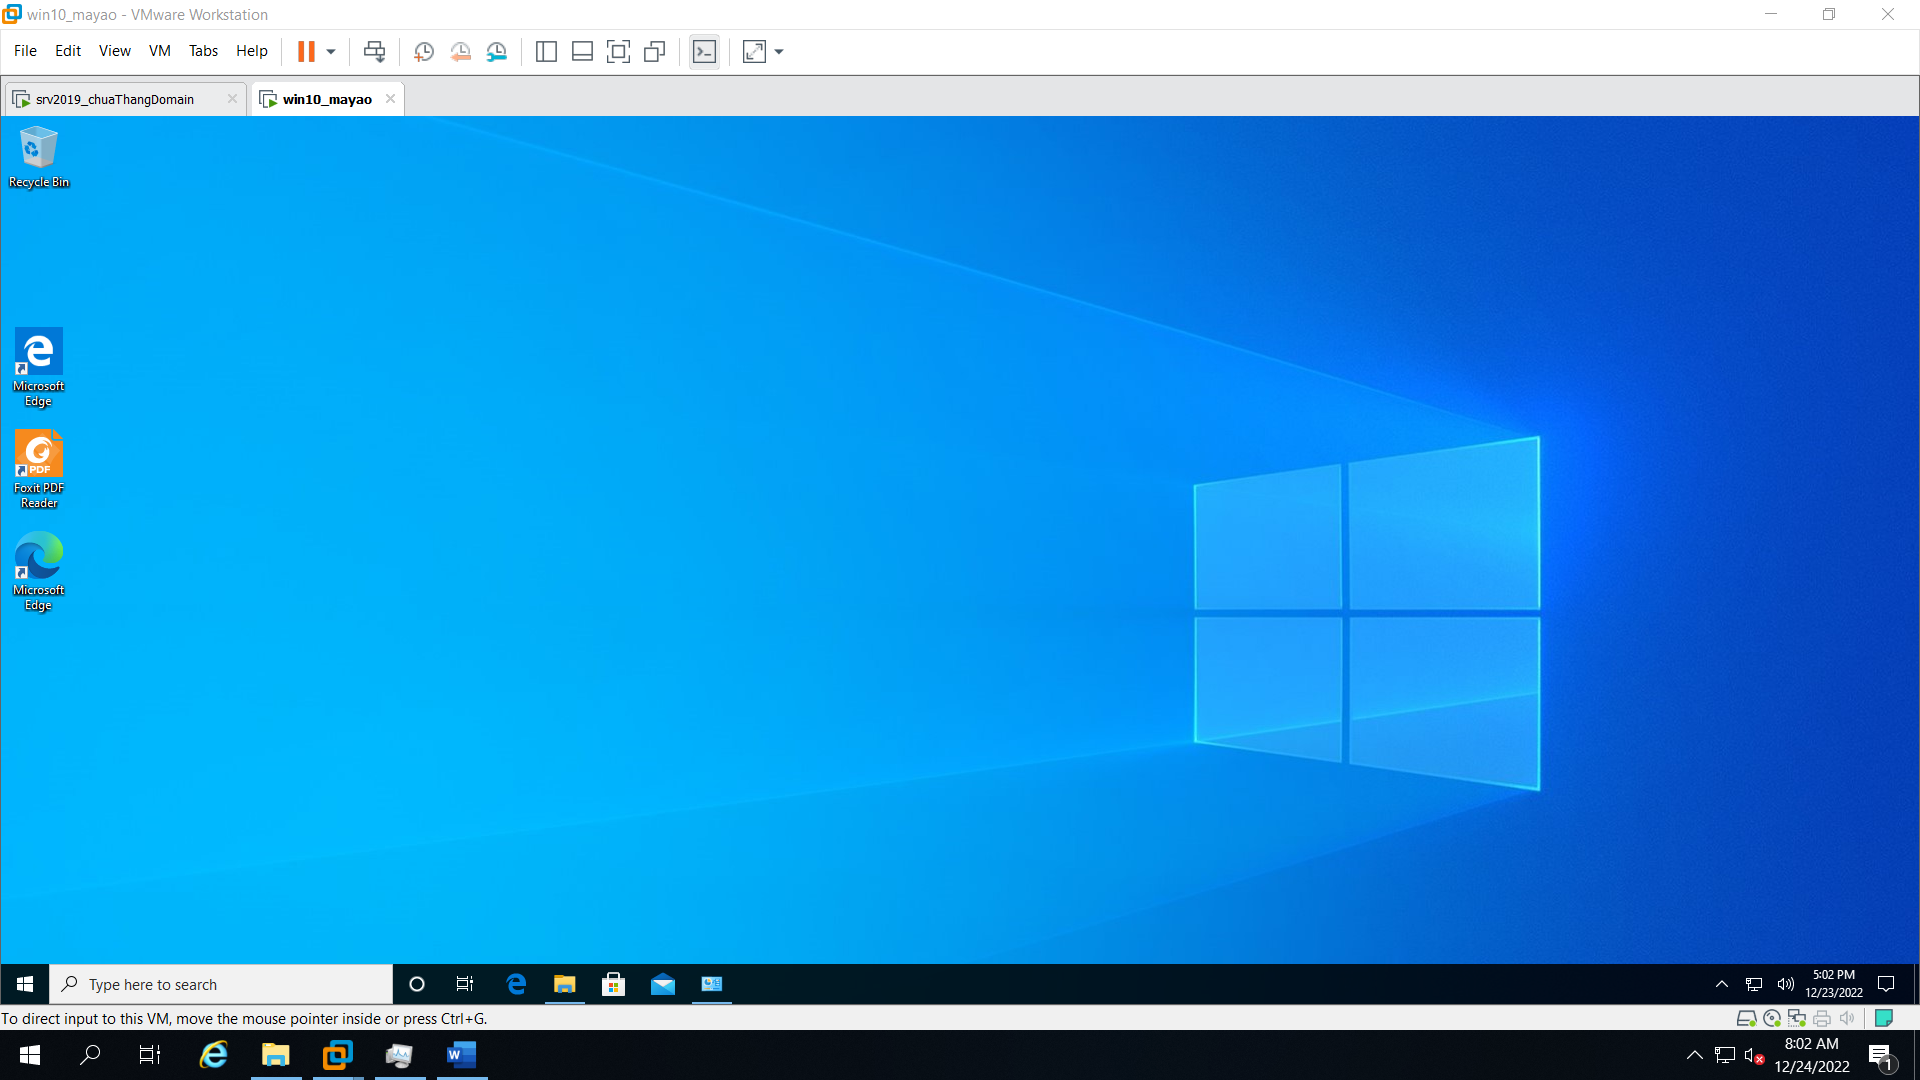 win10_mayao - VMware Workstation
File Edit View VM Tabs Help
srv2019_chuaThangDomain
win10_mayao
Recycle Bin
Microsoft
Edge
PDF
Foxit PDF
Reader
Microsoft
Edge
Type here to search
5:02 PM
12/23/2022
To direct input to this VM, move the mouse pointer inside or press Ctrl+G.
8:02 AM
12/24/2022
1